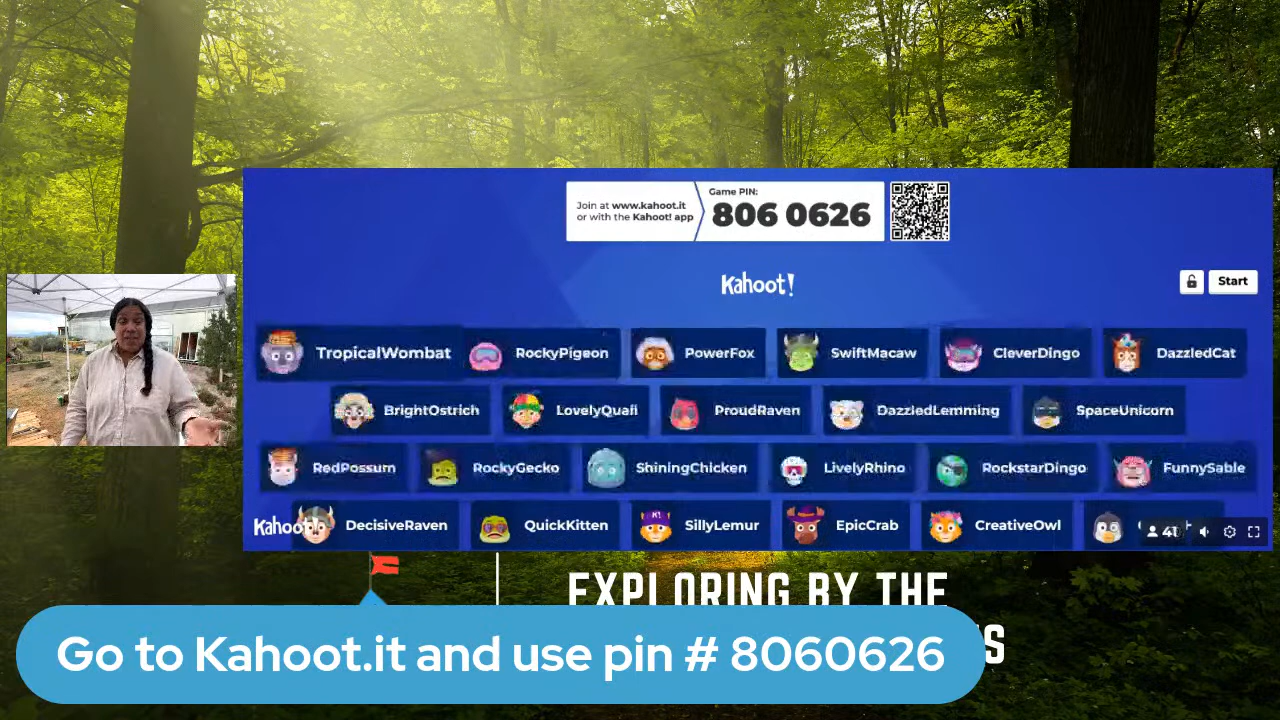 Join at www.kahoot.it
or with the Kahoot! app
Game PIN:
806 0626
Kahoot!
Start
TropicalWombat
RockyPigeon
PowerFox
SwiftMacaw
CleverDingo
DazzledCat
BrightOstrich
LovelyQuail
ProudRaven
DazzledLemming
SpaceUnicorn
RedPossum
RockyGecko
ShiningChicken
LivelyRhino
RockstarDingo
FunnySable
Kahoot
DecisiveRaven
QuickKitten
K!
SillyLemur
EpicCrab
CreativeOwl
EXPLORING BY THE
S
Go to Kahoot.it and use pin # 8060626